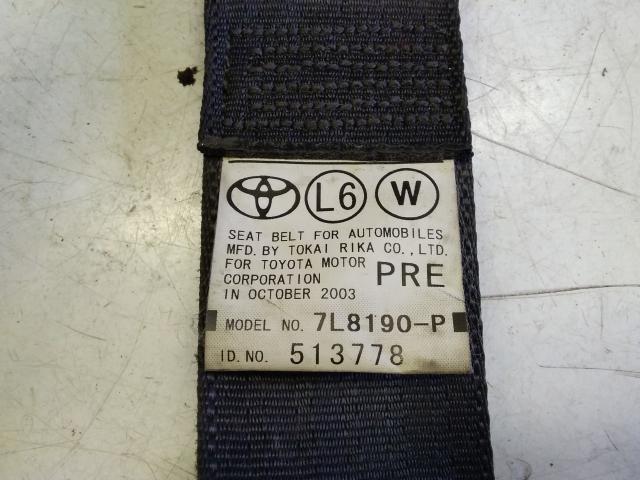 L6 W
SEAT BELT FOR AUTOMOBILES
MFD. BY TOKAI RIKA CO., LTD.
FOR TOYOTA MOTOR
CORPORATION PRE
IN OCTOBER 2003
MODEL NO. 7L8190-P
I D. NO. 513778